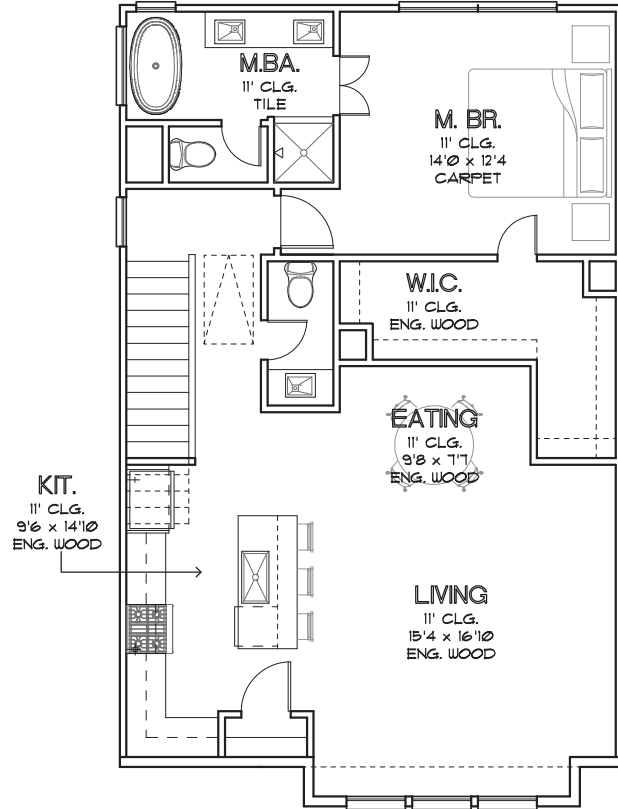 M.BA.
11' CLG.
TILE
M. BR.
11' CLG.
14'0 x 12'4
CARPET
W.I.C.
11' CLG.
ENG. WOOD
EATING
11' CLG.
9'8 x 7'7
ENG. WOOD
KIT.
11' CLG.
9'6 x 14'10
ENG. WOOD
LIVING
11' CLG.
15'4 x 16'10
ENG. WOOD